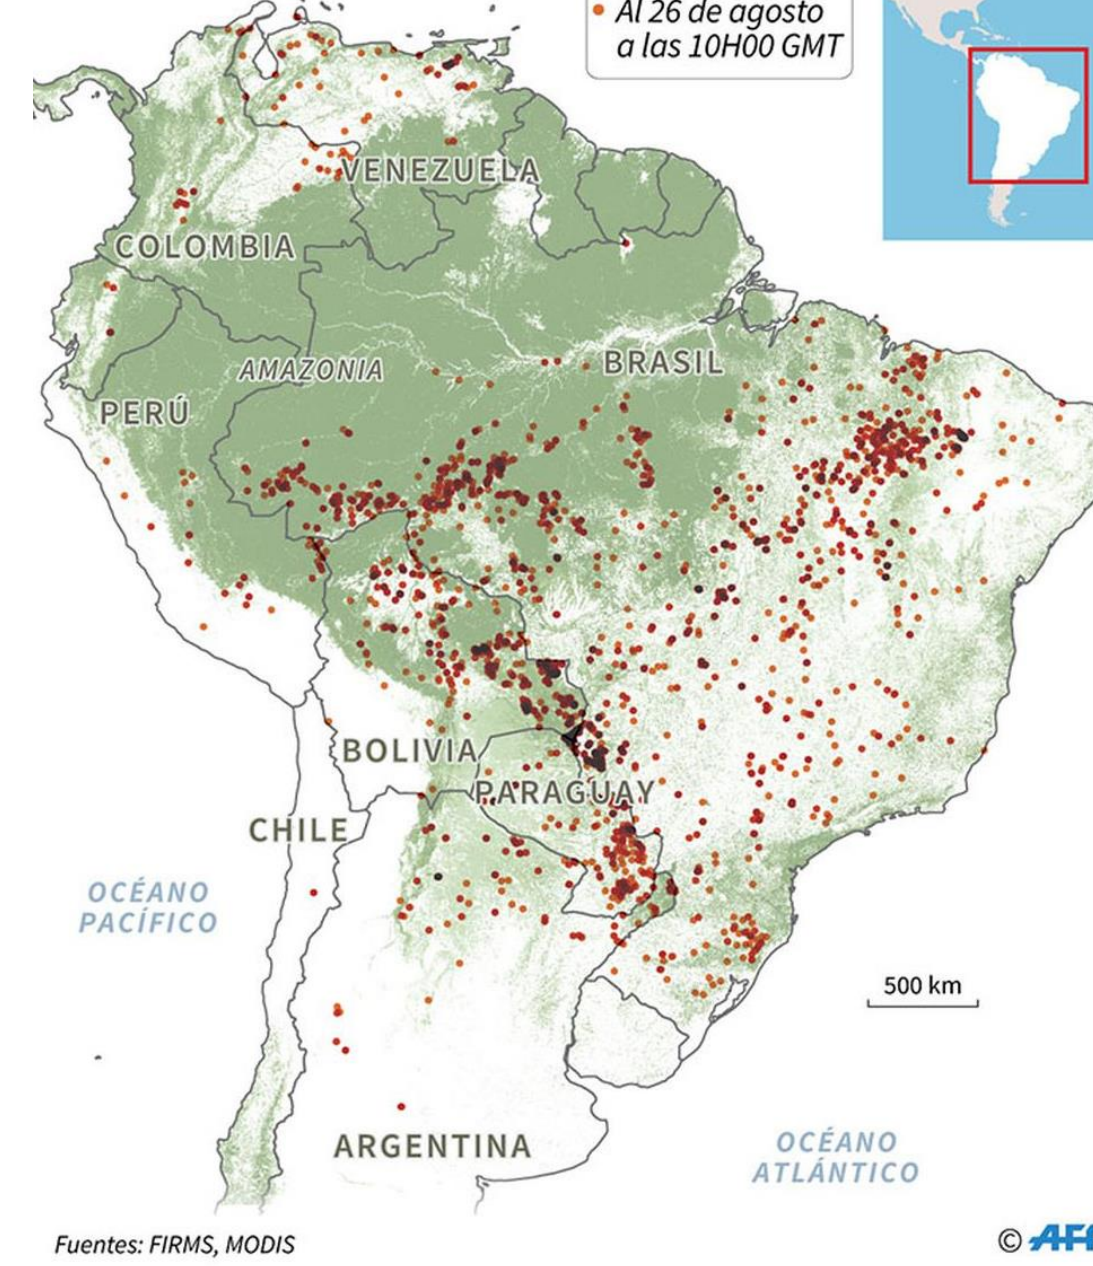 Al 26 de agosto
a las 10H00 GMT
VENEZUELA
COLOMBIA
BRASIL
AMAZONIA
PERÚ
BOLIVIA
PARAGUAY
CHILE
OCÉANO
PACÍFICO
500 km
ARGENTINA
OCÉANO
ATLÁNTICO
Fuentes: FIRMS, MODIS
© AF